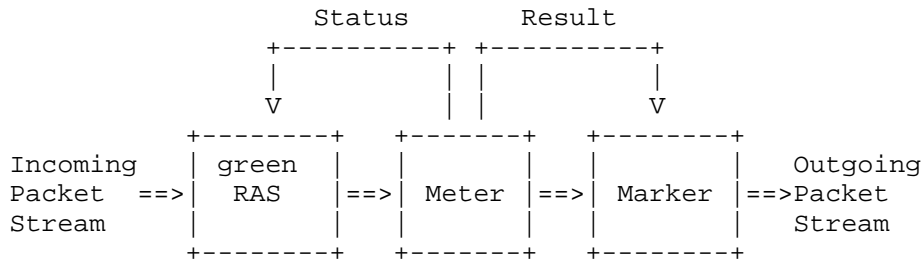 Status Result
+----------+ +----------+
| | | |
V | | V
+--------+ +-------+ +--------+
Incoming | green | | | | | Outgoing
Packet ==>| RAS |==>| Meter |==>| Marker |==>Packet
Stream | | | | | | Stream
+--------+ +-------+ +--------+